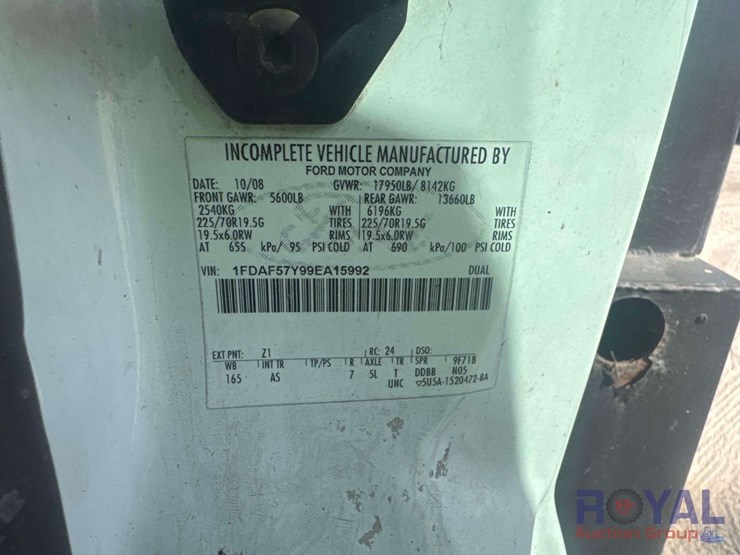 INCOMPLETE VEHICLE MANUFACTURED BY
FORD MOTOR COMPANY
DATE: 10/08 GVWR: 17950LB/ 8142KG
FRONT GAWR: 5600LB REAR GAWR: 13660LB
2540KG WITH 6196KG WITH
225/70R19.5G TIRES 225/70R19.5G TIRES
19.5x6.0RW RIMS 19.5x6.0RW RIMS
AT 655 kPa/ 95 PSI COLD AT 690 kPa/100 PSI COLD
VIN: 1FDAF57Y99EA15992 DUAL
EXT PNT: Z1 RC: 24 DSO:
WB INT TR TP/PS R AXLE TR SPR 9F718
165 AS 7 5L T DDBB N05
UNC 5U5A-1520472-BA
ROYAL
Auction Group